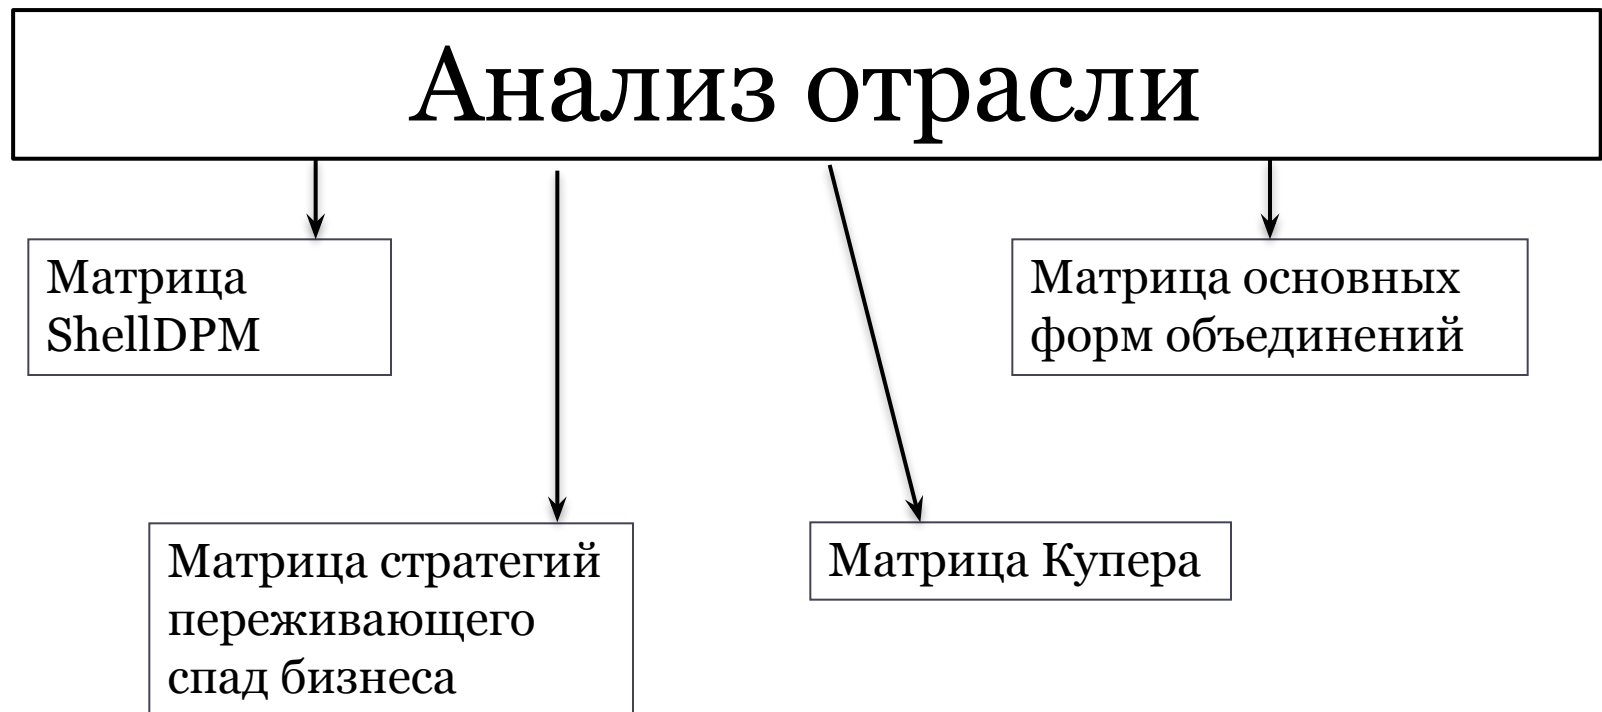 Анализ отрасли
Матрица
ShellDPM
Матрица основных
форм объединений
Матрица стратегий
переживающего
спад бизнеса
Матрица Купера